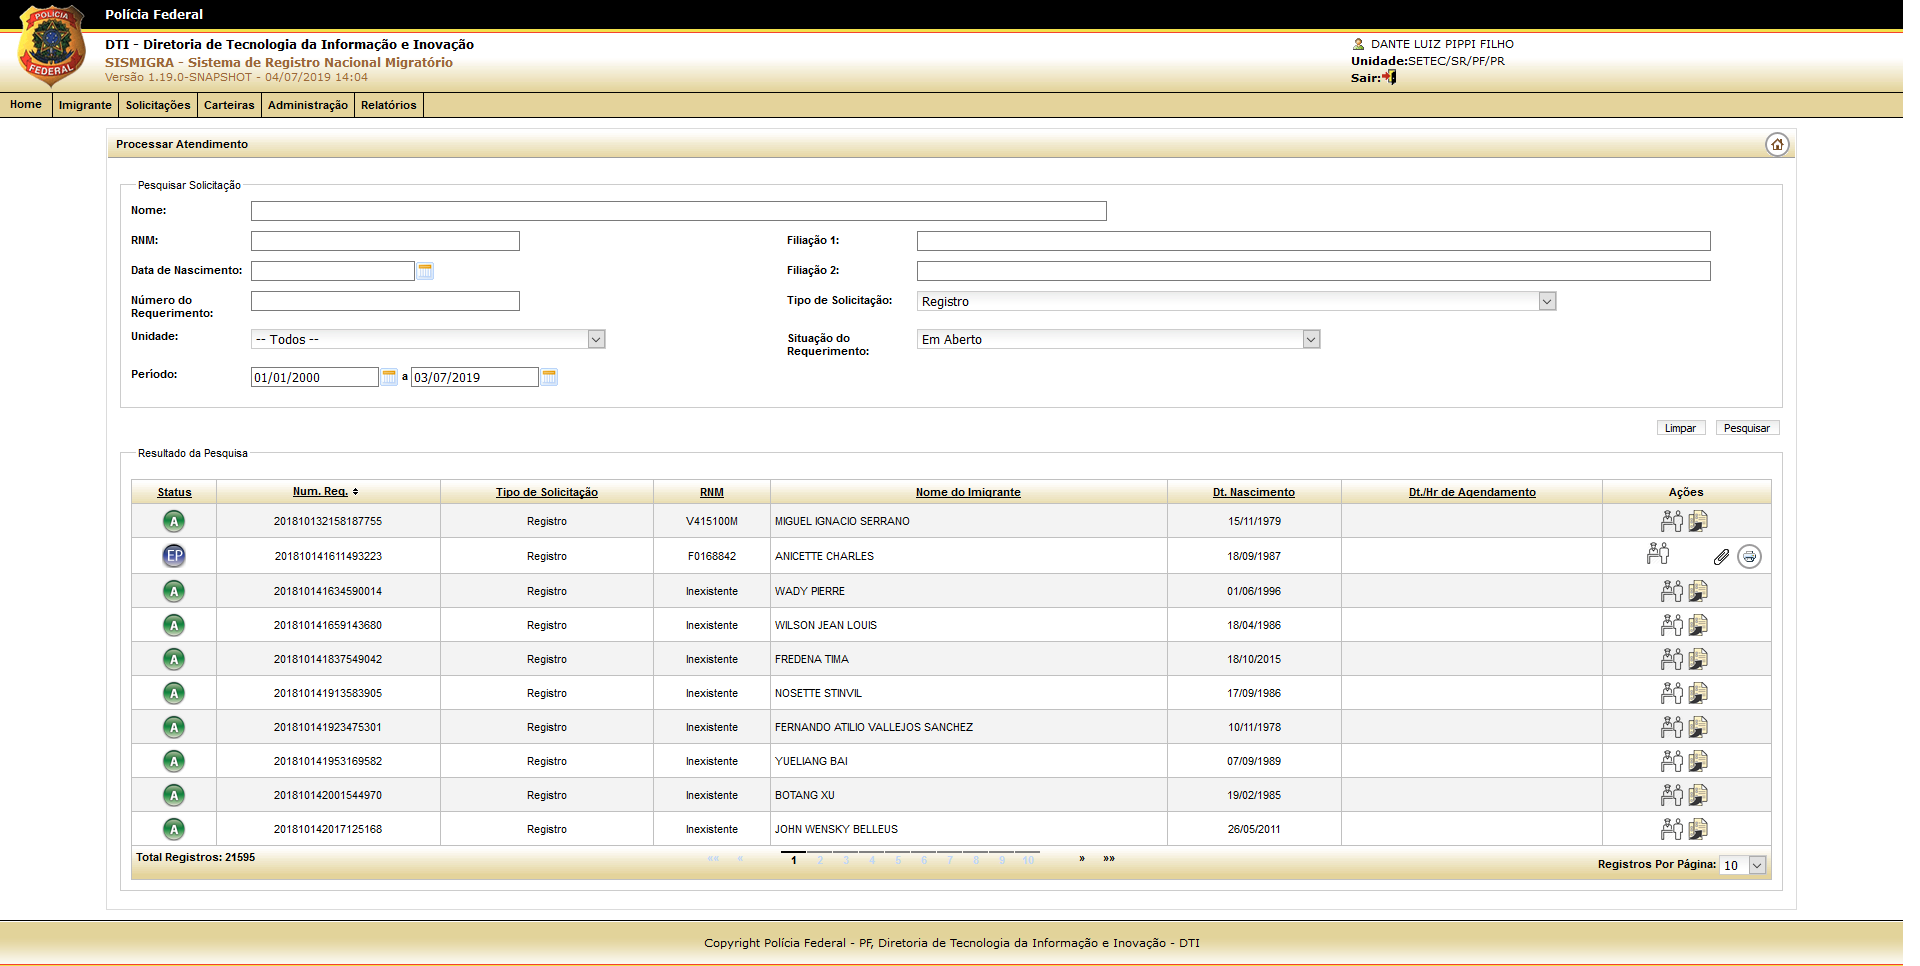 POLICIA
FEDERAL
Polícia Federal
DTI - Diretoria de Tecnologia da Informação e Inovação
SISMIGRA - Sistema de Registro Nacional Migratório
Versão 1.19.0-SNAPSHOT - 04/07/2019 14:04
DANTE LUIZ PIPPI FILHO
Unidade:SETEC/SR/PF/PR
Sair:
Home Imigrante Solicitações Carteiras Administração Relatórios
Processar Atendimento
Pesquisar Solicitação
Nome:
RNM: Filiação 1:
Data de Nascimento: Filiação 2:
Número do Requerimento: Tipo de Solicitação: Registro
Unidade: -- Todos -- Situação do Requerimento: Em Aberto
Período: 01/01/2000 a 03/07/2019
Limpar Pesquisar
Resultado da Pesquisa
Status Num. Req. Tipo de Solicitação RNM Nome do Imigrante Dt. Nascimento Dt./Hr de Agendamento Ações
A 201810132158187755 Registro V415100M MIGUEL IGNACIO SERRANO 15/11/1979
EP 201810141611493223 Registro F0168842 ANICETTE CHARLES 18/09/1987
A 201810141634590014 Registro Inexistente WADY PIERRE 01/06/1996
A 201810141659143680 Registro Inexistente WILSON JEAN LOUIS 18/04/1986
A 201810141837549042 Registro Inexistente FREDENA TIMA 18/10/2015
A 201810141913583905 Registro Inexistente NOSETTE STINVIL 17/09/1986
A 201810141923475301 Registro Inexistente FERNANDO ATILIO VALLEJOS SANCHEZ 10/11/1978
A 201810141953169582 Registro Inexistente YUELIANG BAI 07/09/1989
A 201810142001544970 Registro Inexistente BOTANG XU 19/02/1985
A 201810142017125168 Registro Inexistente JOHN WENSKY BELLEUS 26/05/2011
Total Registros: 21595 «« « 1 2 3 4 5 6 7 8 9 10 » »» Registros Por Página: 10
Copyright Polícia Federal - PF, Diretoria de Tecnologia da Informação e Inovação - DTI